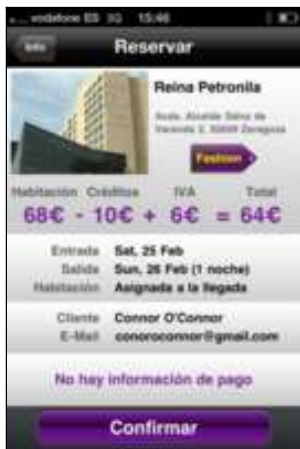 vodafone ES 3G 15:46
Info
Reservar
Reina Petronila
Avda. Alcalde Sáinz de
Varanda 2, 50009 Zaragoza
Fashion
Habitación Créditos IVA Total
68€ - 10€ + 6€ = 64€
Entrada Sat, 25 Feb
Salida Sun, 26 Feb (1 noche)
Habitación Asignada a la llegada
Cliente Connor O'Connor
E-Mail conoroconnor@gmail.com
No hay información de pago
Confirmar